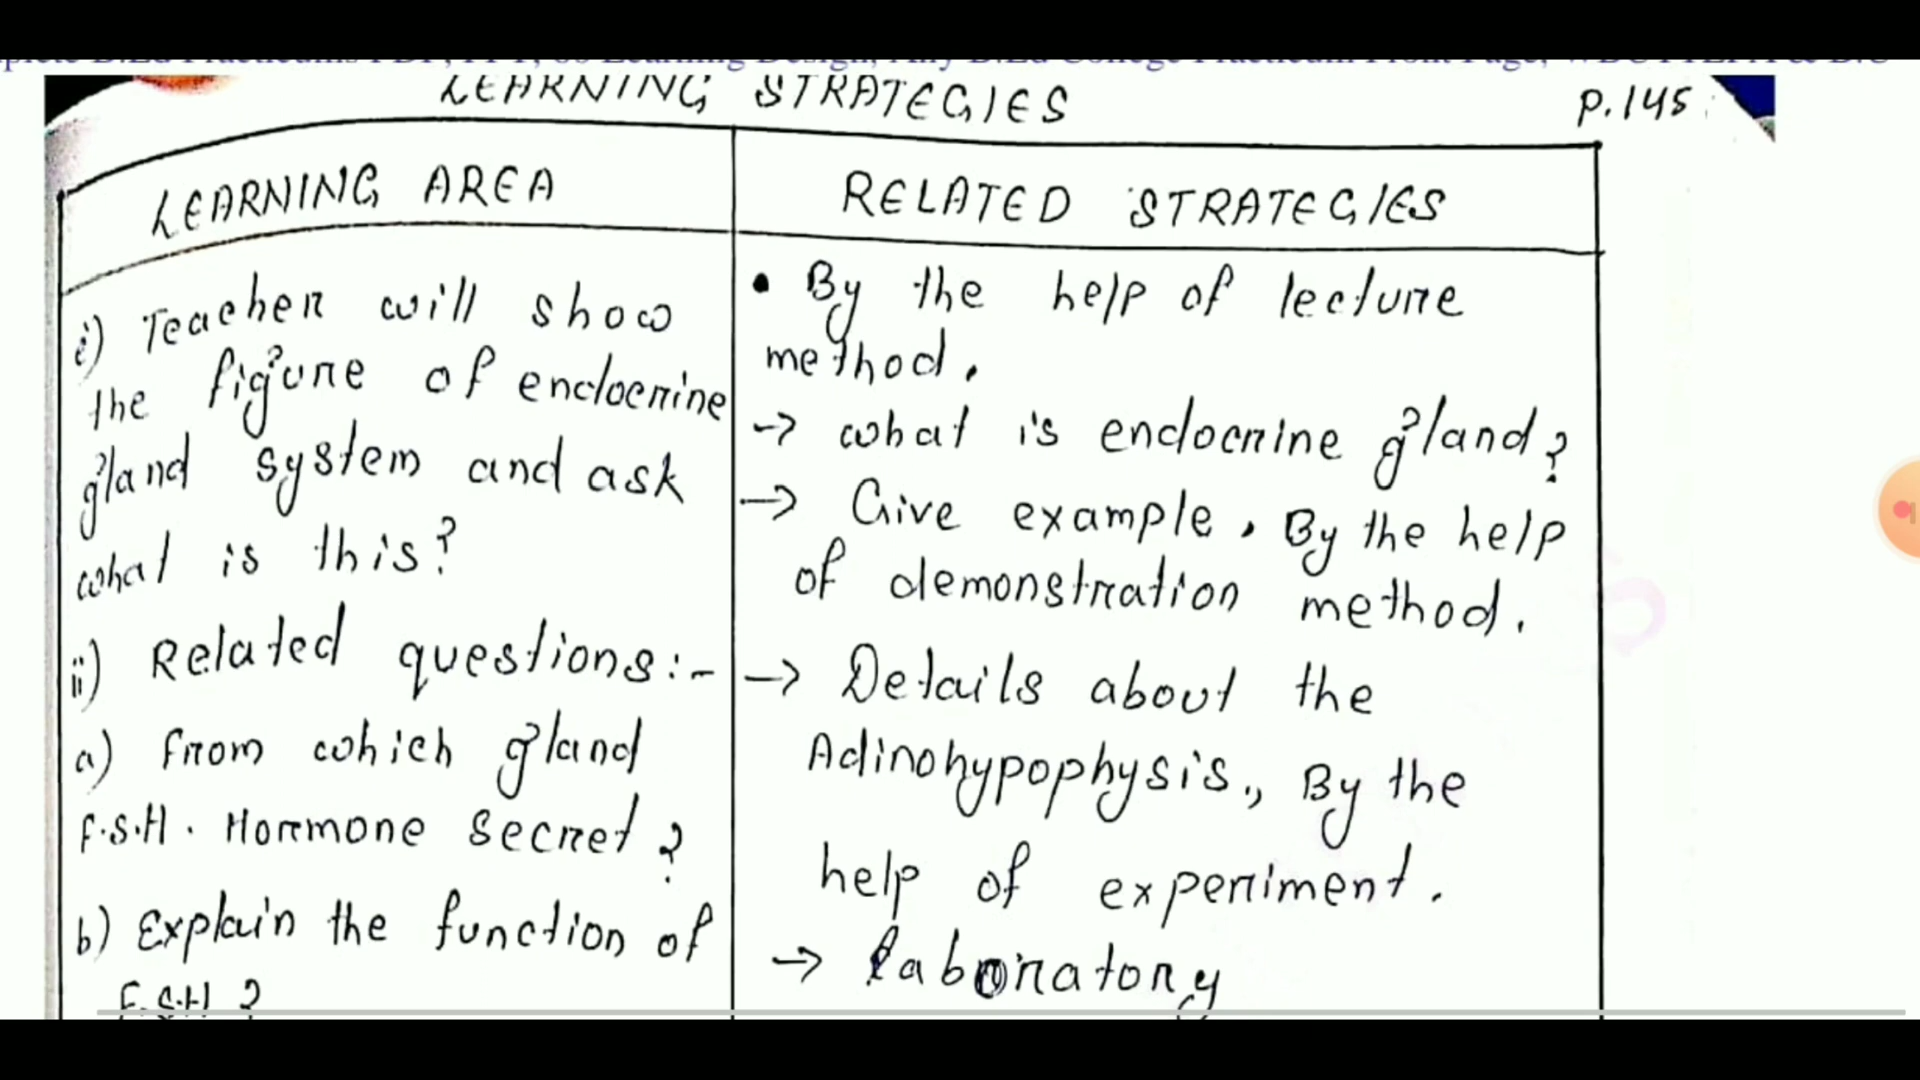 LEARNING STRATEGIES P.145
LEARNING AREA
i) Teacher will show
the figure of endocrine
gland system and ask
what is this?
ii) Related questions:-
a) From which gland
F.S.H. Hormone secret?
b) Explain the function of
F.S.H ?
RELATED STRATEGIES
• By the help of lecture
method.
→ what is endocrine gland?
→ Give example, By the help
of demonstration method.
→ Details about the
Adinohypophysis., By the
help of experiment.
→ laboratory